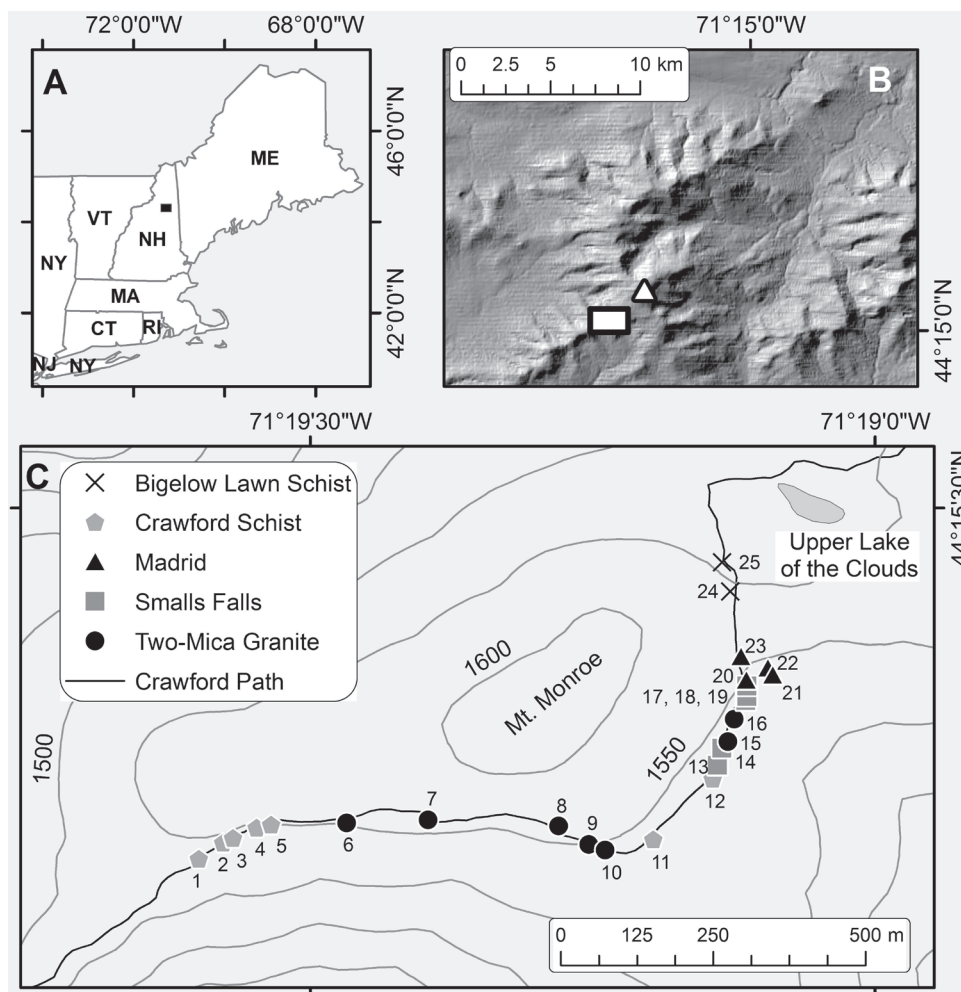 72°0'0"W
68°0'0"W
71°15'0"W
A
ME
VT
NH
NY
MA
CT
RI
NJ
NY
46°0'0"N
42°0'0"N
0 2.5 5 10 km
B
44°15'0"N
71°19'30"W
71°19'0"W
C
Bigelow Lawn Schist
Crawford Schist
Madrid
Smalls Falls
Two-Mica Granite
Crawford Path
44°15'30"N
Upper Lake
of the Clouds
25
24
23
22
20
21
17, 18, 19
16
15
14
13
12
1600
Mt. Monroe
1550
1500
7
8
9
6
10
11
5
4
3
2
1
0 125 250 500 m